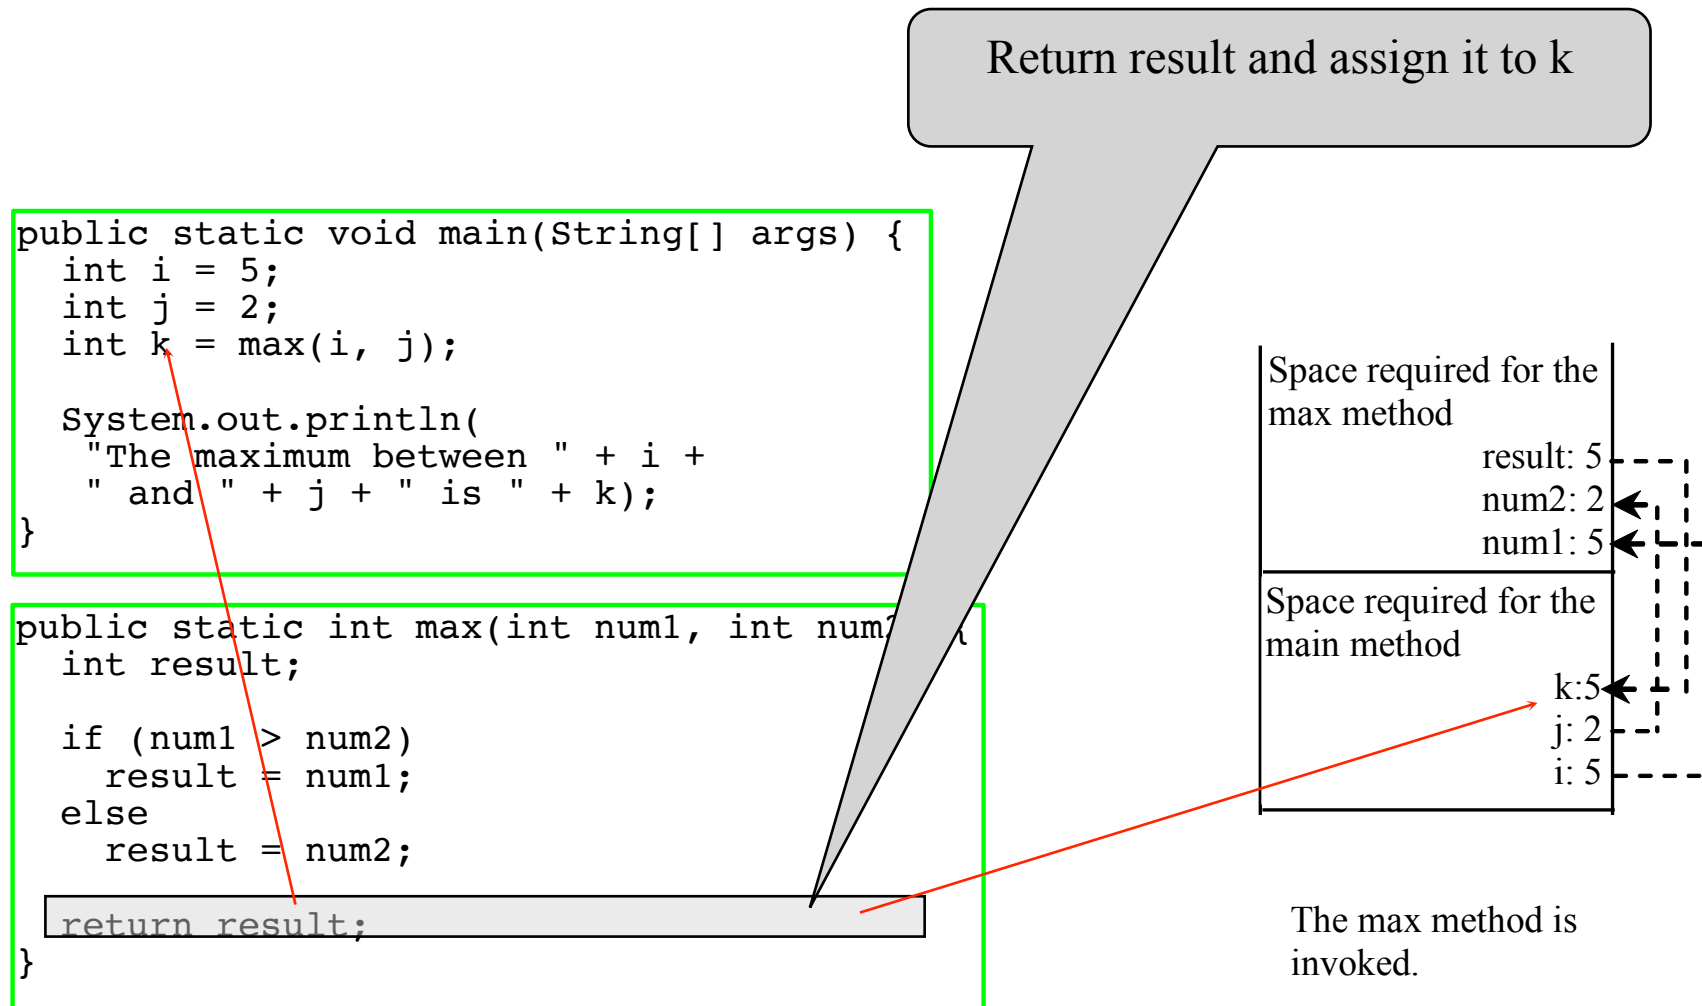 Return result and assign it to k
public static void main(String[] args) {
int i = 5;
int j = 2;
int k = max(i, j);
System.out.println(
"The maximum between " + i +
" and " + j + " is " + k);
}
public static int max(int num1, int num2 {
int result;
if (num1 > num2)
result = num1;
else
result = num2;
return result;
}
Space required for the
max method
result: 5
num2: 2
num1: 5
Space required for the
main method
k:5
j: 2
i: 5
The max method is
invoked.